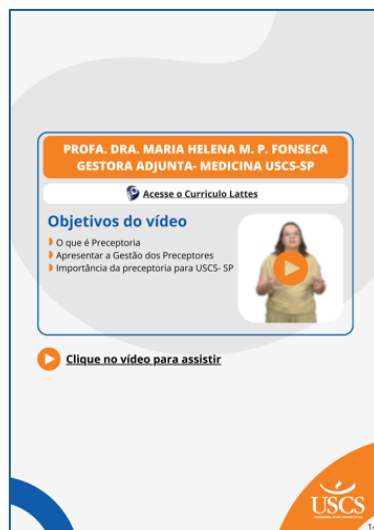 PROFA. DRA. MARIA HELENA M. P. FONSECA
GESTORA ADJUNTA- MEDICINA USCS-SP
Acesse o Curriculo Lattes
Objetivos do vídeo
O que é Preceptoria
Apresentar a Gestão dos Preceptores
Importância da preceptoria para USCS- SP
Clique no vídeo para assistir
USCS